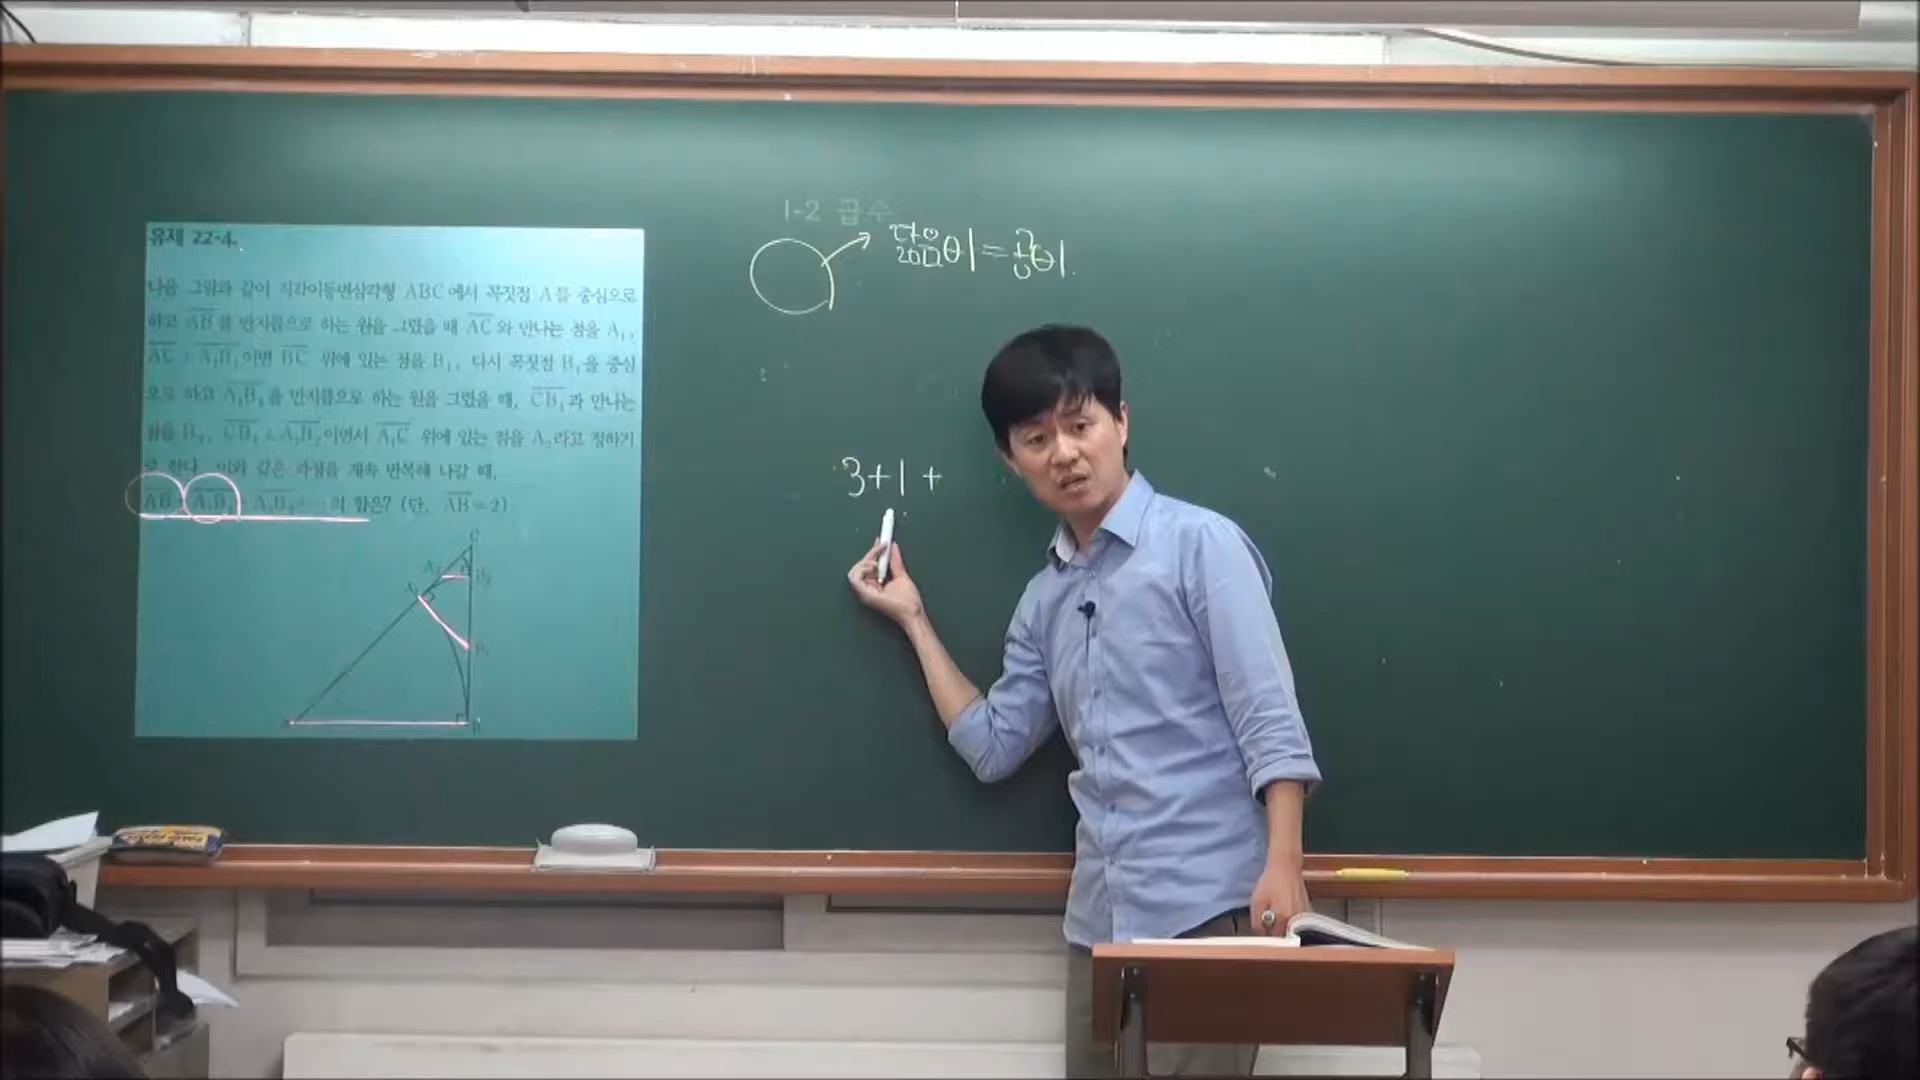 유제 22-4.
다음 그림과 같이 직각이등변삼각형 ABC에서 꼭짓점 A를 중심으로
하고 AB를 반지름으로 하는 원을 그렸을 때 AC와 만나는 점을 A₁,
AC ⊥ A₁B₁이면 BC 위에 있는 점을 B₁, 다시 꼭짓점 B₁을 중심
으로 하고 A₁B₁을 반지름으로 하는 원을 그렸을 때, CB₁과 만나는
점을 B₂, CB₁ ⊥ A₂B₂이면서 A₁C 위에 있는 점을 A₂라고 정하기
로 한다. 이와 같은 과정을 계속 반복해 나갈 때,
AB + A₁B₁ + A₂B₂ + ⋯의 합은? (단, AB = 2)
C
A₂
B₂
A₁
B₁
B
1-2 급수
닮음 길이 = 공비.
3+1+